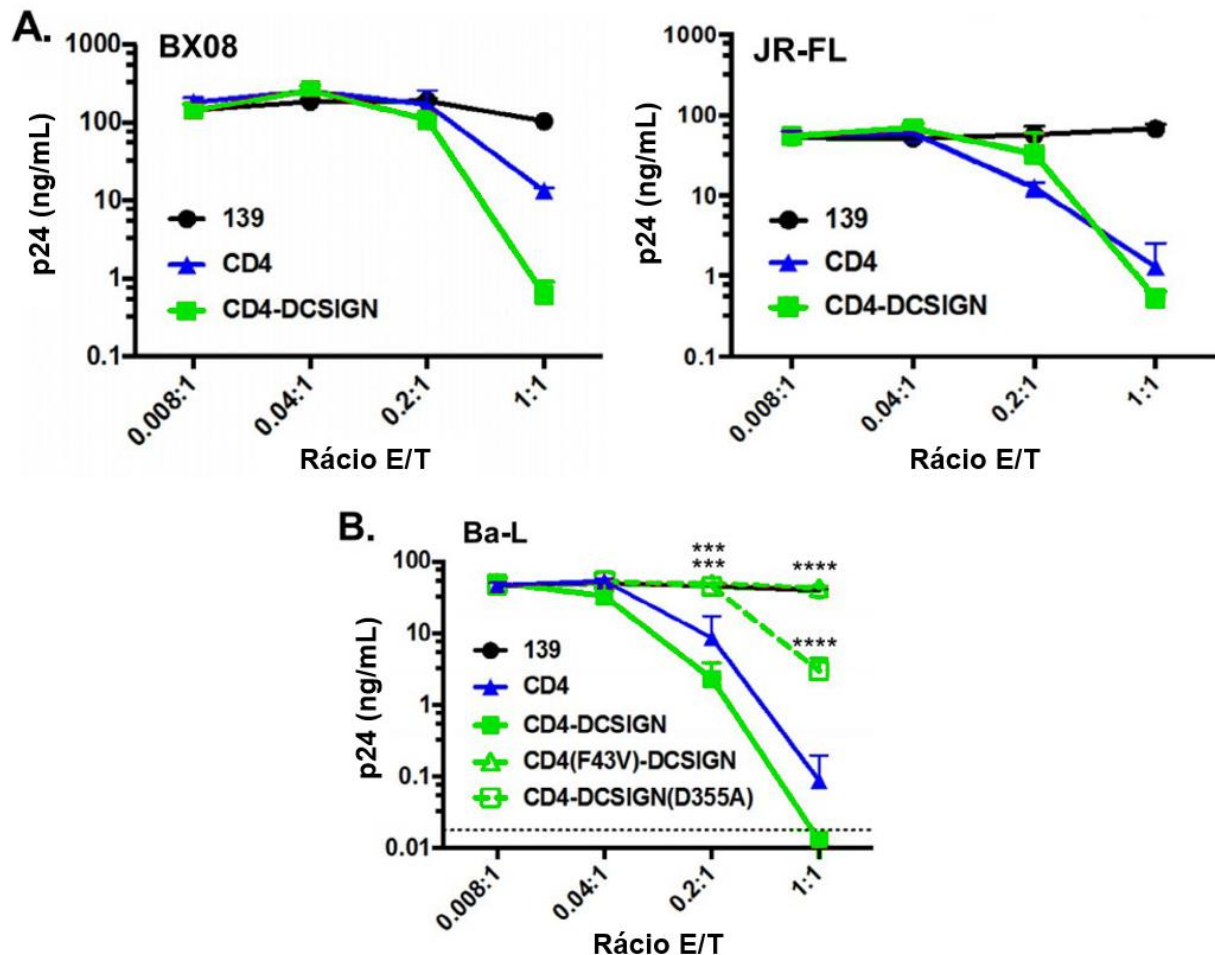 A.
BX08
p24 (ng/mL)
1000
100
10
1
0.1
139
CD4
CD4-DCSIGN
0.008:1
0.04:1
0.2:1
1:1
Rácio E/T
JR-FL
p24 (ng/mL)
1000
100
10
1
0.1
139
CD4
CD4-DCSIGN
0.008:1
0.04:1
0.2:1
1:1
Rácio E/T
B.
Ba-L
p24 (ng/mL)
100
10
1
0.1
0.01
***
***
****
****
139
CD4
CD4-DCSIGN
CD4(F43V)-DCSIGN
CD4-DCSIGN(D355A)
0.008:1
0.04:1
0.2:1
1:1
Rácio E/T